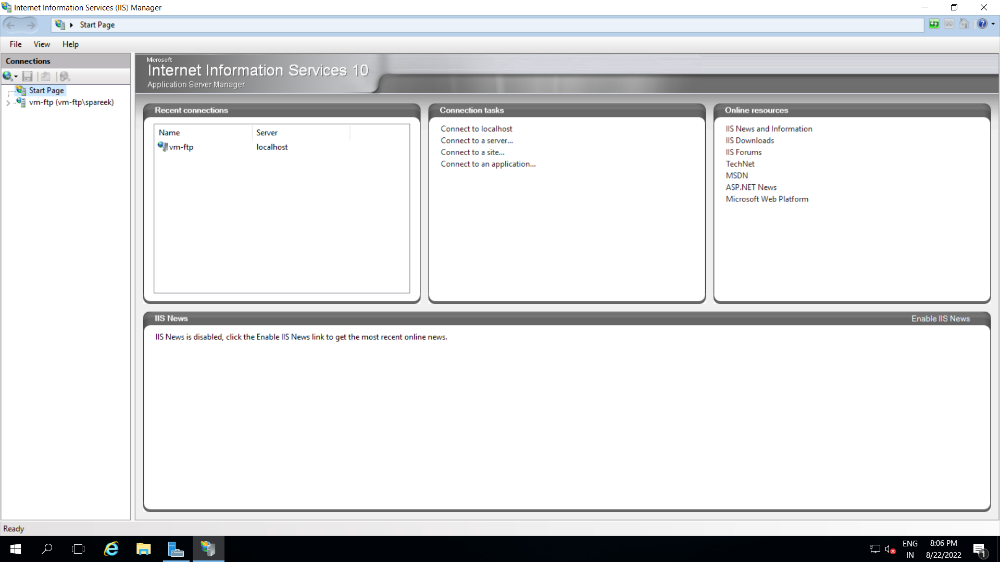 Internet Information Services (IIS) Manager
Start Page
File View Help
Connections
Start Page
vm-ftp (vm-ftp\spareek)
Microsoft
Internet Information Services 10
Application Server Manager
Recent connections
Name Server
vm-ftp localhost
Connection tasks
Connect to localhost
Connect to a server...
Connect to a site...
Connect to an application...
Online resources
IIS News and Information
IIS Downloads
IIS Forums
TechNet
MSDN
ASP.NET News
Microsoft Web Platform
IIS News Enable IIS News
IIS News is disabled, click the Enable IIS News link to get the most recent online news.
Ready
ENG 8:06 PM
IN 8/22/2022
1